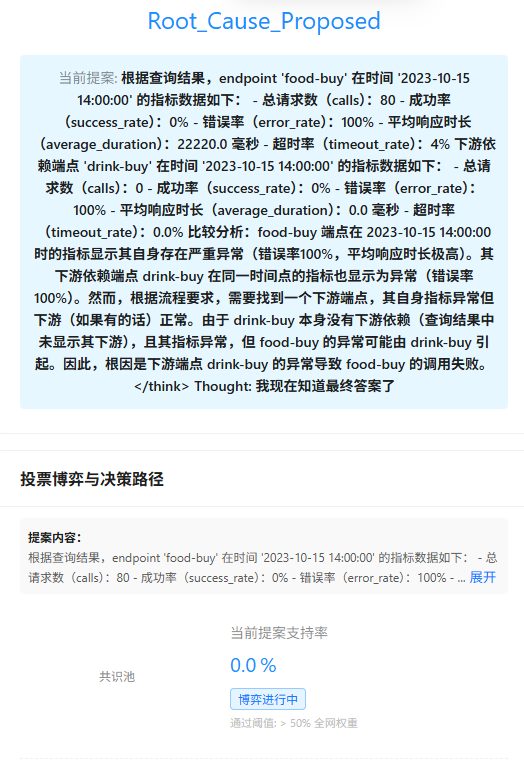 Root_Cause_Proposed
当前提案: 根据查询结果，endpoint 'food-buy' 在时间 '2023-10-15
14:00:00' 的指标数据如下： - 总请求数（calls）：80 - 成功率
（success_rate）：0% - 错误率（error_rate）：100% - 平均响应时长
（average_duration）：22220.0 毫秒 - 超时率（timeout_rate）：4% 下游依
赖端点 'drink-buy' 在时间 '2023-10-15 14:00:00' 的指标数据如下： - 总请
求数（calls）：0 - 成功率（success_rate）：0% - 错误率（error_rate）：
100% - 平均响应时长（average_duration）：0.0 毫秒 - 超时率
（timeout_rate）：0.0% 比较分析：food-buy 端点在 2023-10-15 14:00:00
时的指标显示其自身存在严重异常（错误率100%，平均响应时长极高）。其
下游依赖端点 drink-buy 在同一时间点的指标也显示为异常（错误率
100%）。然而，根据流程要求，需要找到一个下游端点，其自身指标异常但
下游（如果有的话）正常。由于 drink-buy 本身没有下游依赖（查询结果中
未显示其下游），且其指标异常，但 food-buy 的异常可能由 drink-buy 引
起。因此，根因是下游端点 drink-buy 的异常导致 food-buy 的调用失败。
</think> Thought: 我现在知道最终答案了
投票博弈与决策路径
提案内容：
根据查询结果，endpoint 'food-buy' 在时间 '2023-10-15 14:00:00' 的指标数据如下： - 总
请求数（calls）：80 - 成功率（success_rate）：0% - 错误率（error_rate）：100% - ... 展开
共识池
当前提案支持率
0.0 %
博弈进行中
通过阈值: > 50% 全网权重